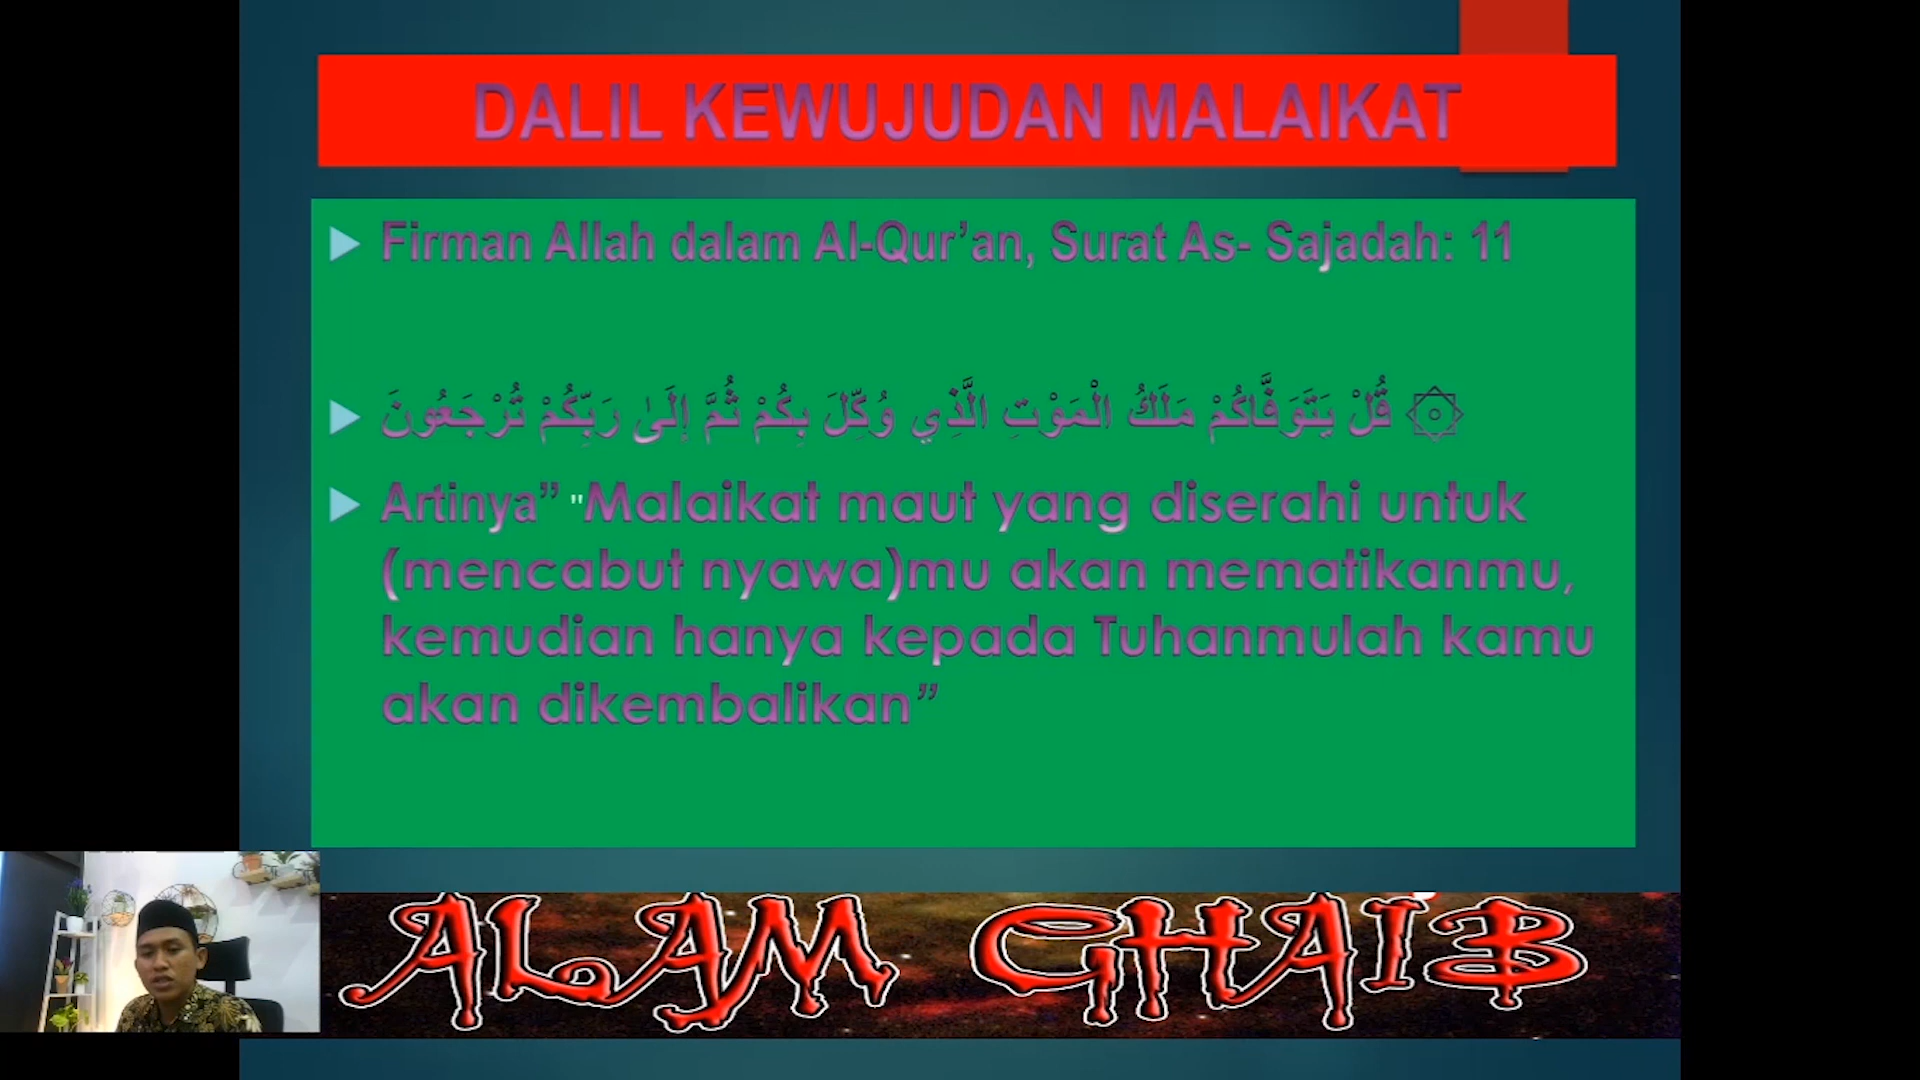 DALIL KEWUJUDAN MALAIKAT
Firman Allah dalam Al-Qur’an, Surat As- Sajadah: 11
۞ قُلْ يَتَوَفَّاكُمْ مَلَكُ الْمَوْتِ الَّذِي وُكِّلَ بِكُمْ ثُمَّ إِلَىٰ رَبِّكُمْ تُرْجَعُونَ
Artinya” "Malaikat maut yang diserahi untuk
(mencabut nyawa)mu akan mematikanmu,
kemudian hanya kepada Tuhanmulah kamu
akan dikembalikan”
ALAM GHAIB